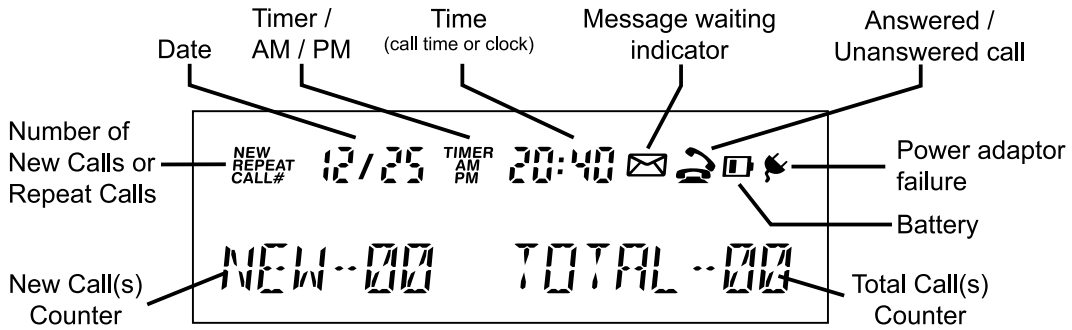 Timer /
AM / PM
Time
(call time or clock)
Message waiting
indicator
Answered /
Unanswered call
Date
Number of
New Calls or
Repeat Calls
NEW
REPEAT
CALL#
12/25
TIMER
AM
PM
20:40
Power adaptor
failure
Battery
NEW--00 TOTAL--00
New Call(s)
Counter
Total Call(s)
Counter